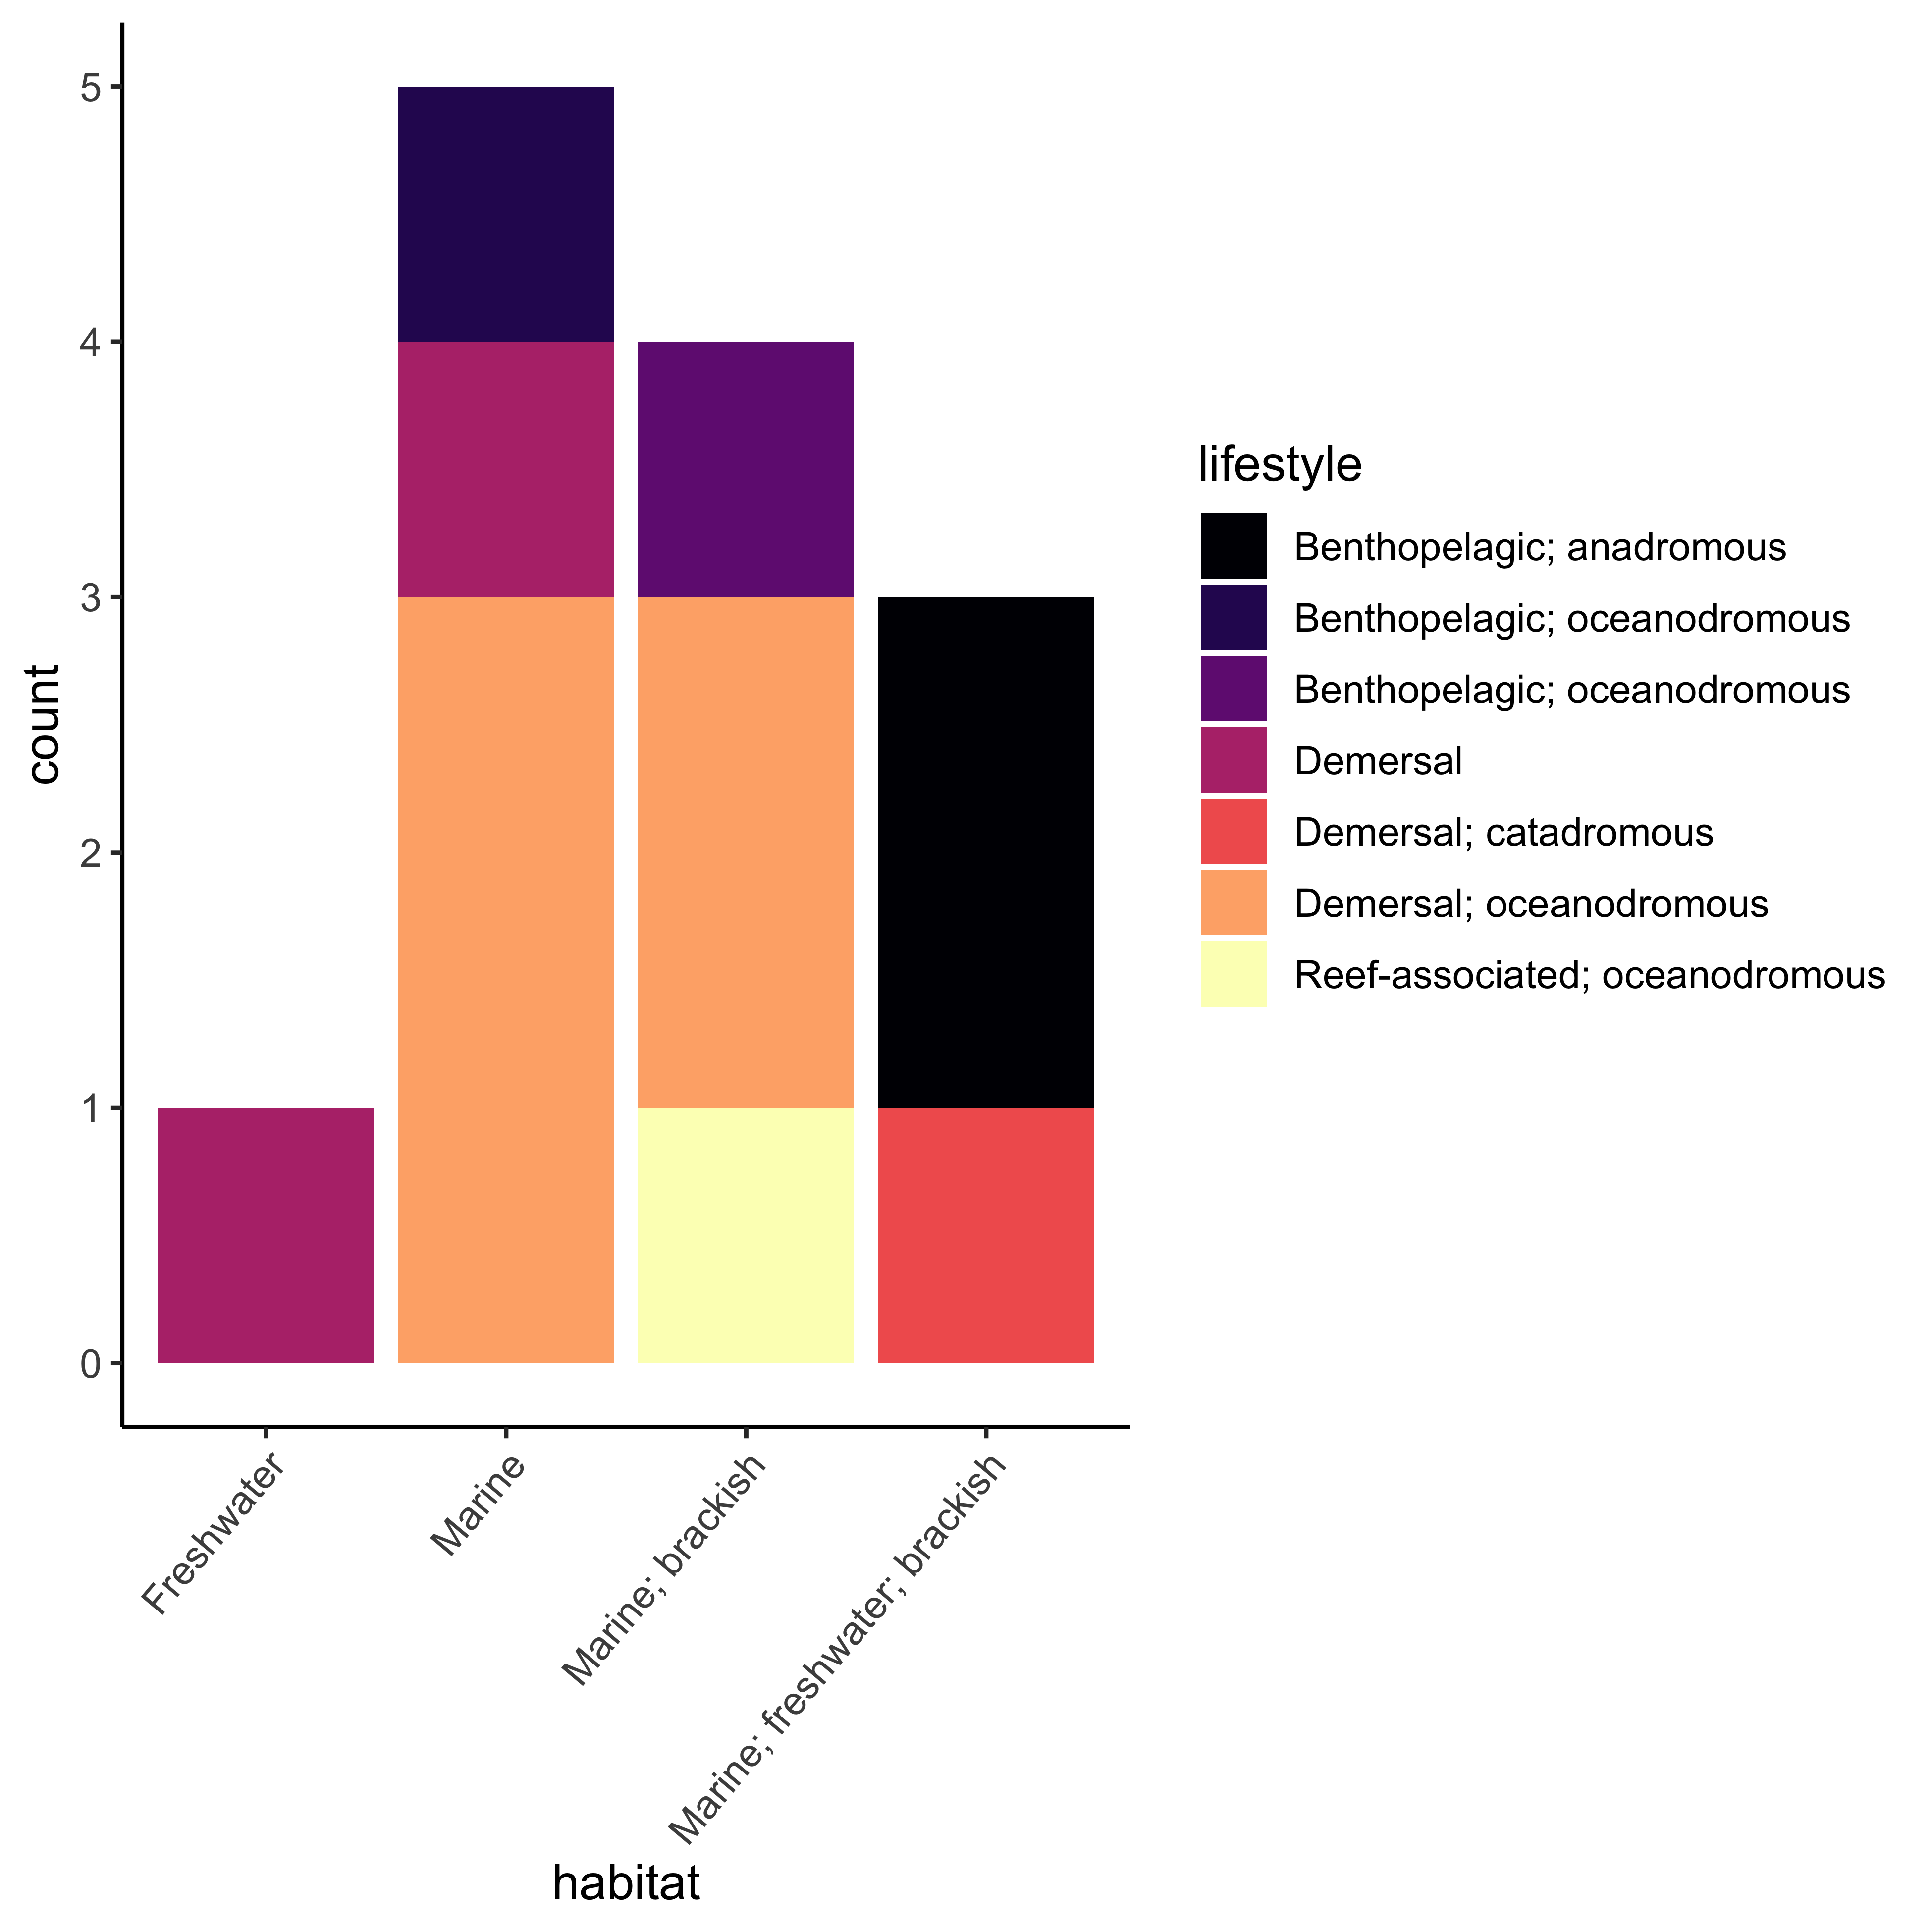 count
5
4
3
2
1
0
Freshwater
Marine
Marine; brackish
Marine; freshwater; brackish
habitat
lifestyle
Benthopelagic; anadromous
Benthopelagic; oceanodromous
Benthopelagic; oceanodromous
Demersal
Demersal; catadromous
Demersal; oceanodromous
Reef-associated; oceanodromous